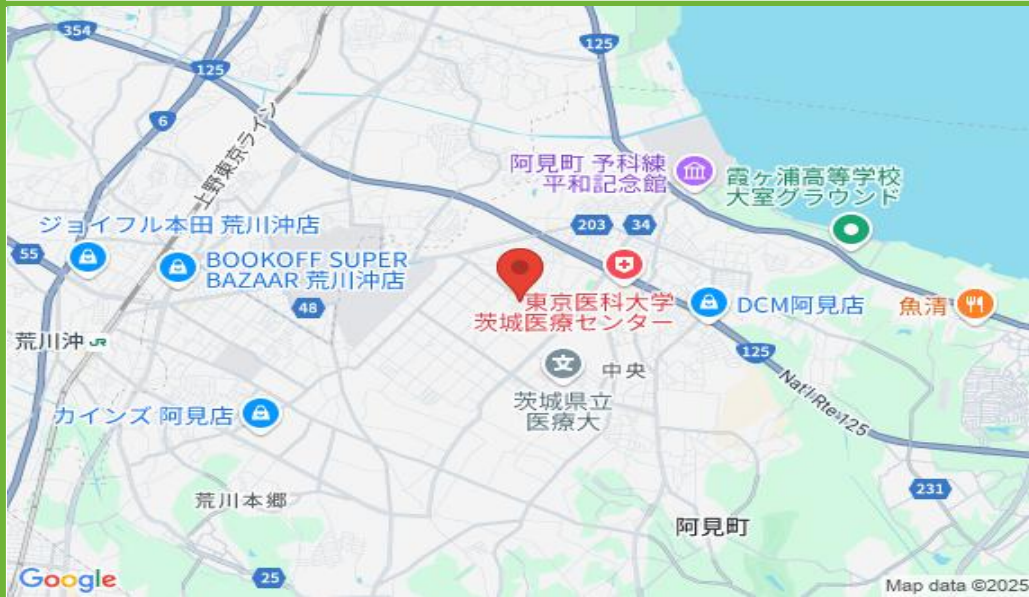 354
125
125
6
上野東京ライン
阿見町 予科練
平和記念館
霞ヶ浦高等学校
大室グラウンド
ジョイフル本田 荒川沖店
203
34
55
BOOKOFF SUPER
BAZAAR 荒川沖店
48
東京医科大学
茨城医療センター
DCM阿見店
魚清
荒川沖 JR
125
中央
Nat'l Rte 125
茨城県立
医療大
カインズ 阿見店
文
荒川本郷
231
阿見町
25
Google
Map data ©2025